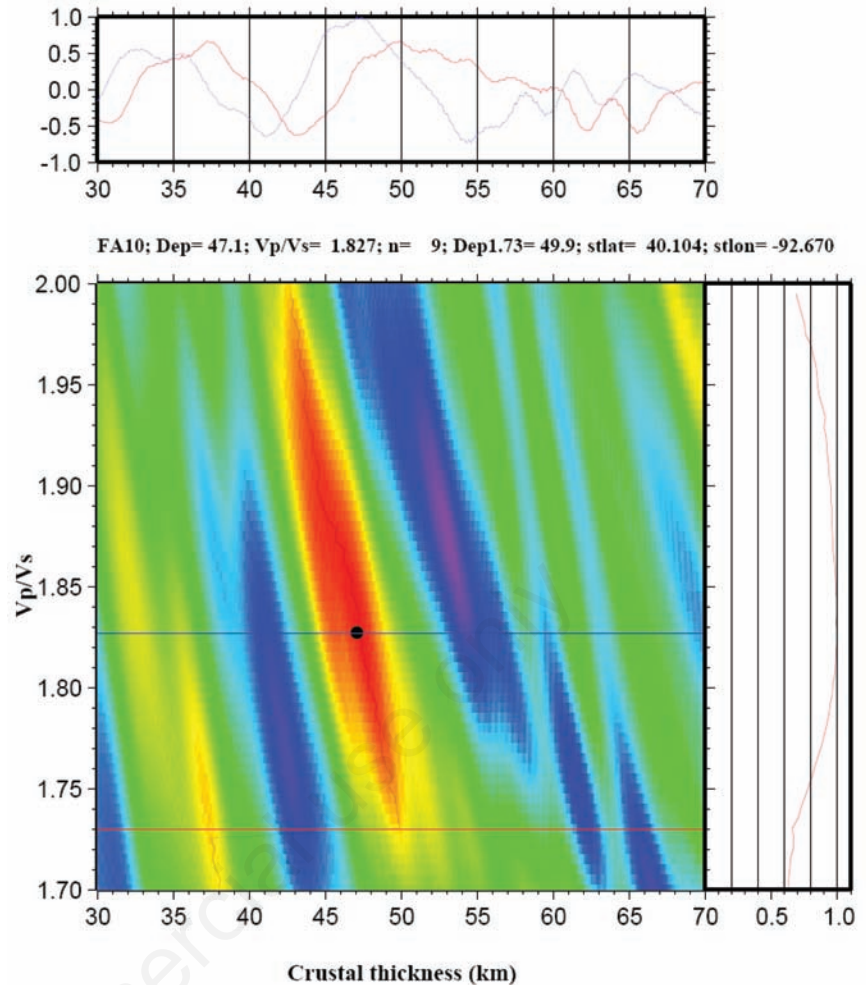 1.0
0.5
0.0
-0.5
-1.0
30 35 40 45 50 55 60 65 70
FA10; Dep= 47.1; Vp/Vs= 1.827; n= 9; Dep1.73= 49.9; stlat= 40.104; stlon= -92.670
2.00
1.95
1.90
1.85
1.80
1.75
1.70
Vp/Vs
30 35 40 45 50 55 60 65 70 0.5 1.0
Crustal thickness (km)
only